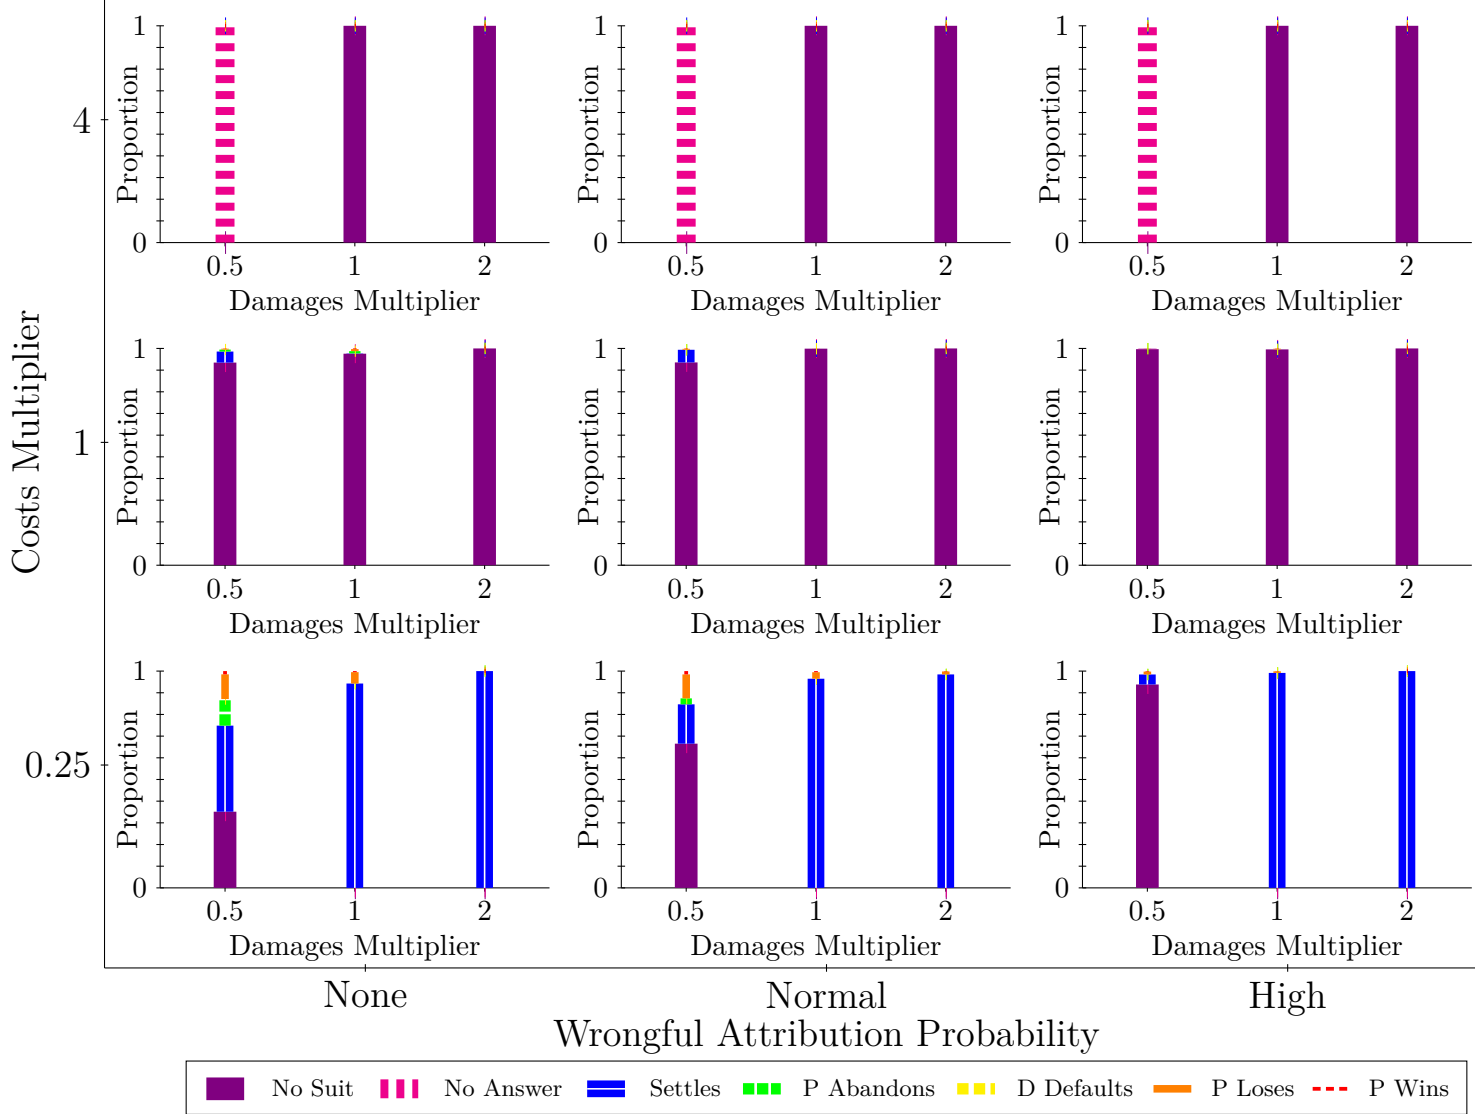 Costs Multiplier
4
1
0.25
Proportion
1
0
0.5 1 2
Damages Multiplier
Proportion
1
0
0.5 1 2
Damages Multiplier
Proportion
1
0
0.5 1 2
Damages Multiplier
Proportion
1
0
0.5 1 2
Damages Multiplier
Proportion
1
0
0.5 1 2
Damages Multiplier
Proportion
1
0
0.5 1 2
Damages Multiplier
Proportion
1
0
0.5 1 2
Damages Multiplier
Proportion
1
0
0.5 1 2
Damages Multiplier
Proportion
1
0
0.5 1 2
Damages Multiplier
None Normal High
Wrongful Attribution Probability
No Suit No Answer Settles P Abandons D Defaults P Loses P Wins